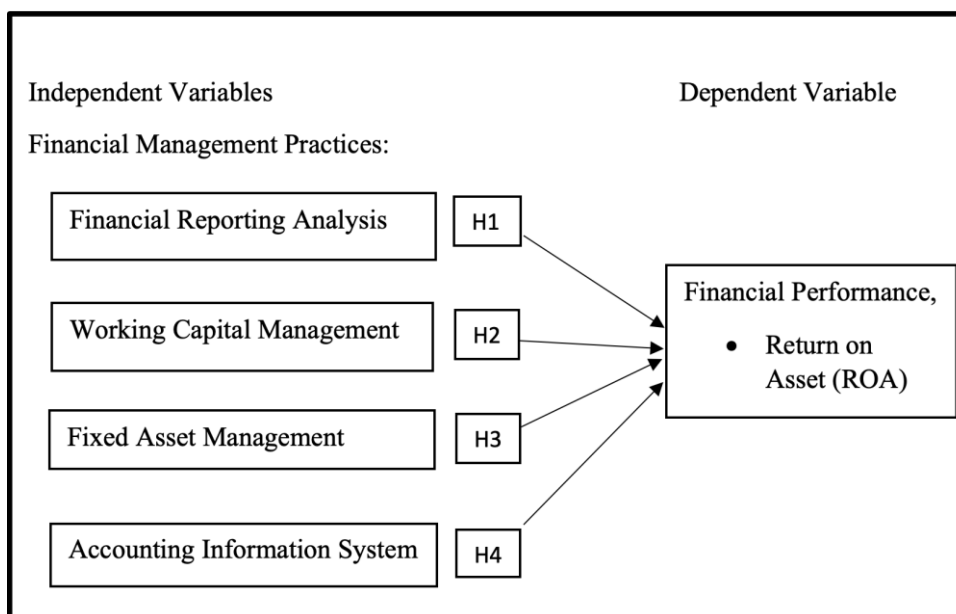 Independent Variables
Dependent Variable
Financial Management Practices:
Financial Reporting Analysis
H1
Working Capital Management
H2
Fixed Asset Management
H3
Accounting Information System
H4
Financial Performance,
• Return on
Asset (ROA)